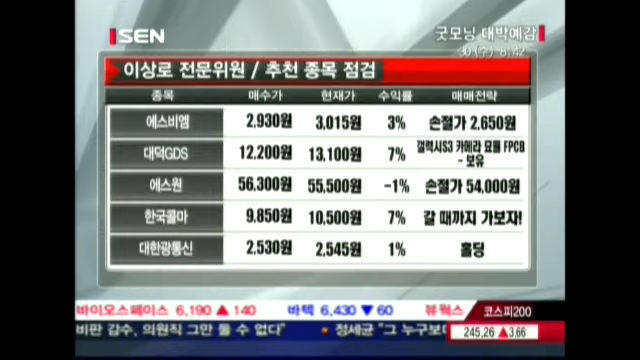 SEN
굿모닝 대박예감
30 (수) 8:42
이상로 전문위원 / 추천 종목 점검
종목 매수가 현재가 수익률 매매전략
에스비엠 2.930원 3,015원 3% 손절가 2,650원
대덕GDS 12,200원 13,100원 7% 갤럭시S3 카메라 모듈 FPCB
- 보유
에스원 56,300원 55,500원 -1% 손절가 54,000원
한국콜마 9,850원 10,500원 7% 갈 때까지 가보자!
대한광통신 2,530원 2,545원 1% 홀딩
바이오스페이스 6,190 ▲ 140 바텍 6,430 ▼ 60 뷰웍스 코스피200
비판 감수, 의원직 그만 둘 수 없다" • 정세균 "그 누구보다 245,26 ▲3,66